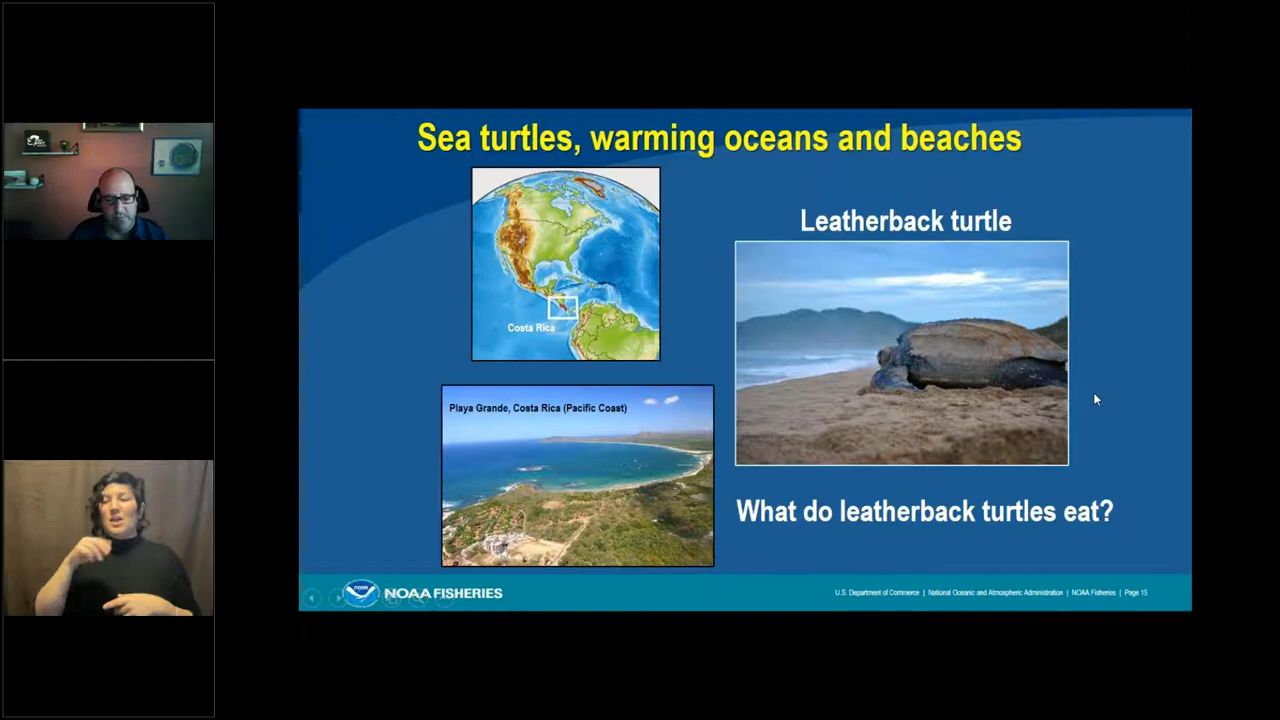 Sea turtles, warming oceans and beaches
Costa Rica
Leatherback turtle
Playa Grande, Costa Rica (Pacific Coast)
What do leatherback turtles eat?
NOAA FISHERIES
U.S. Department of Commerce | National Oceanic and Atmospheric Administration | NOAA Fisheries | Page 15